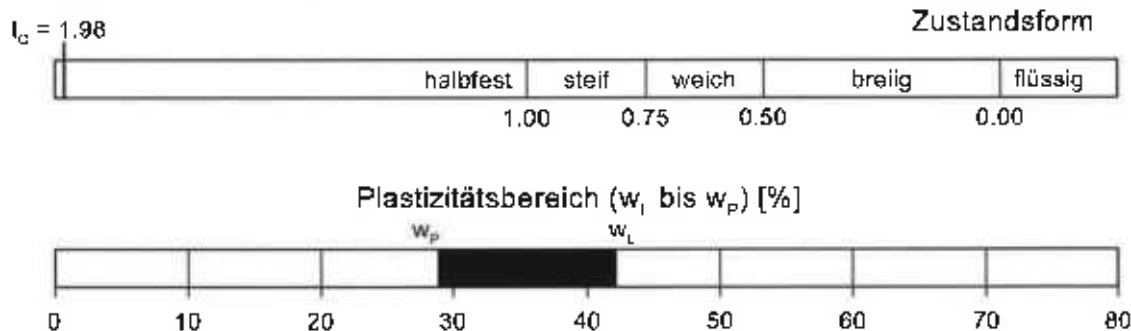 Zustandsform
I_C = 1.98
halbfest steif weich breiig flüssig
1.00 0.75 0.50 0.00
Plastizitätsbereich (w_L bis w_P) [%]
w_P w_L
0 10 20 30 40 50 60 70 80